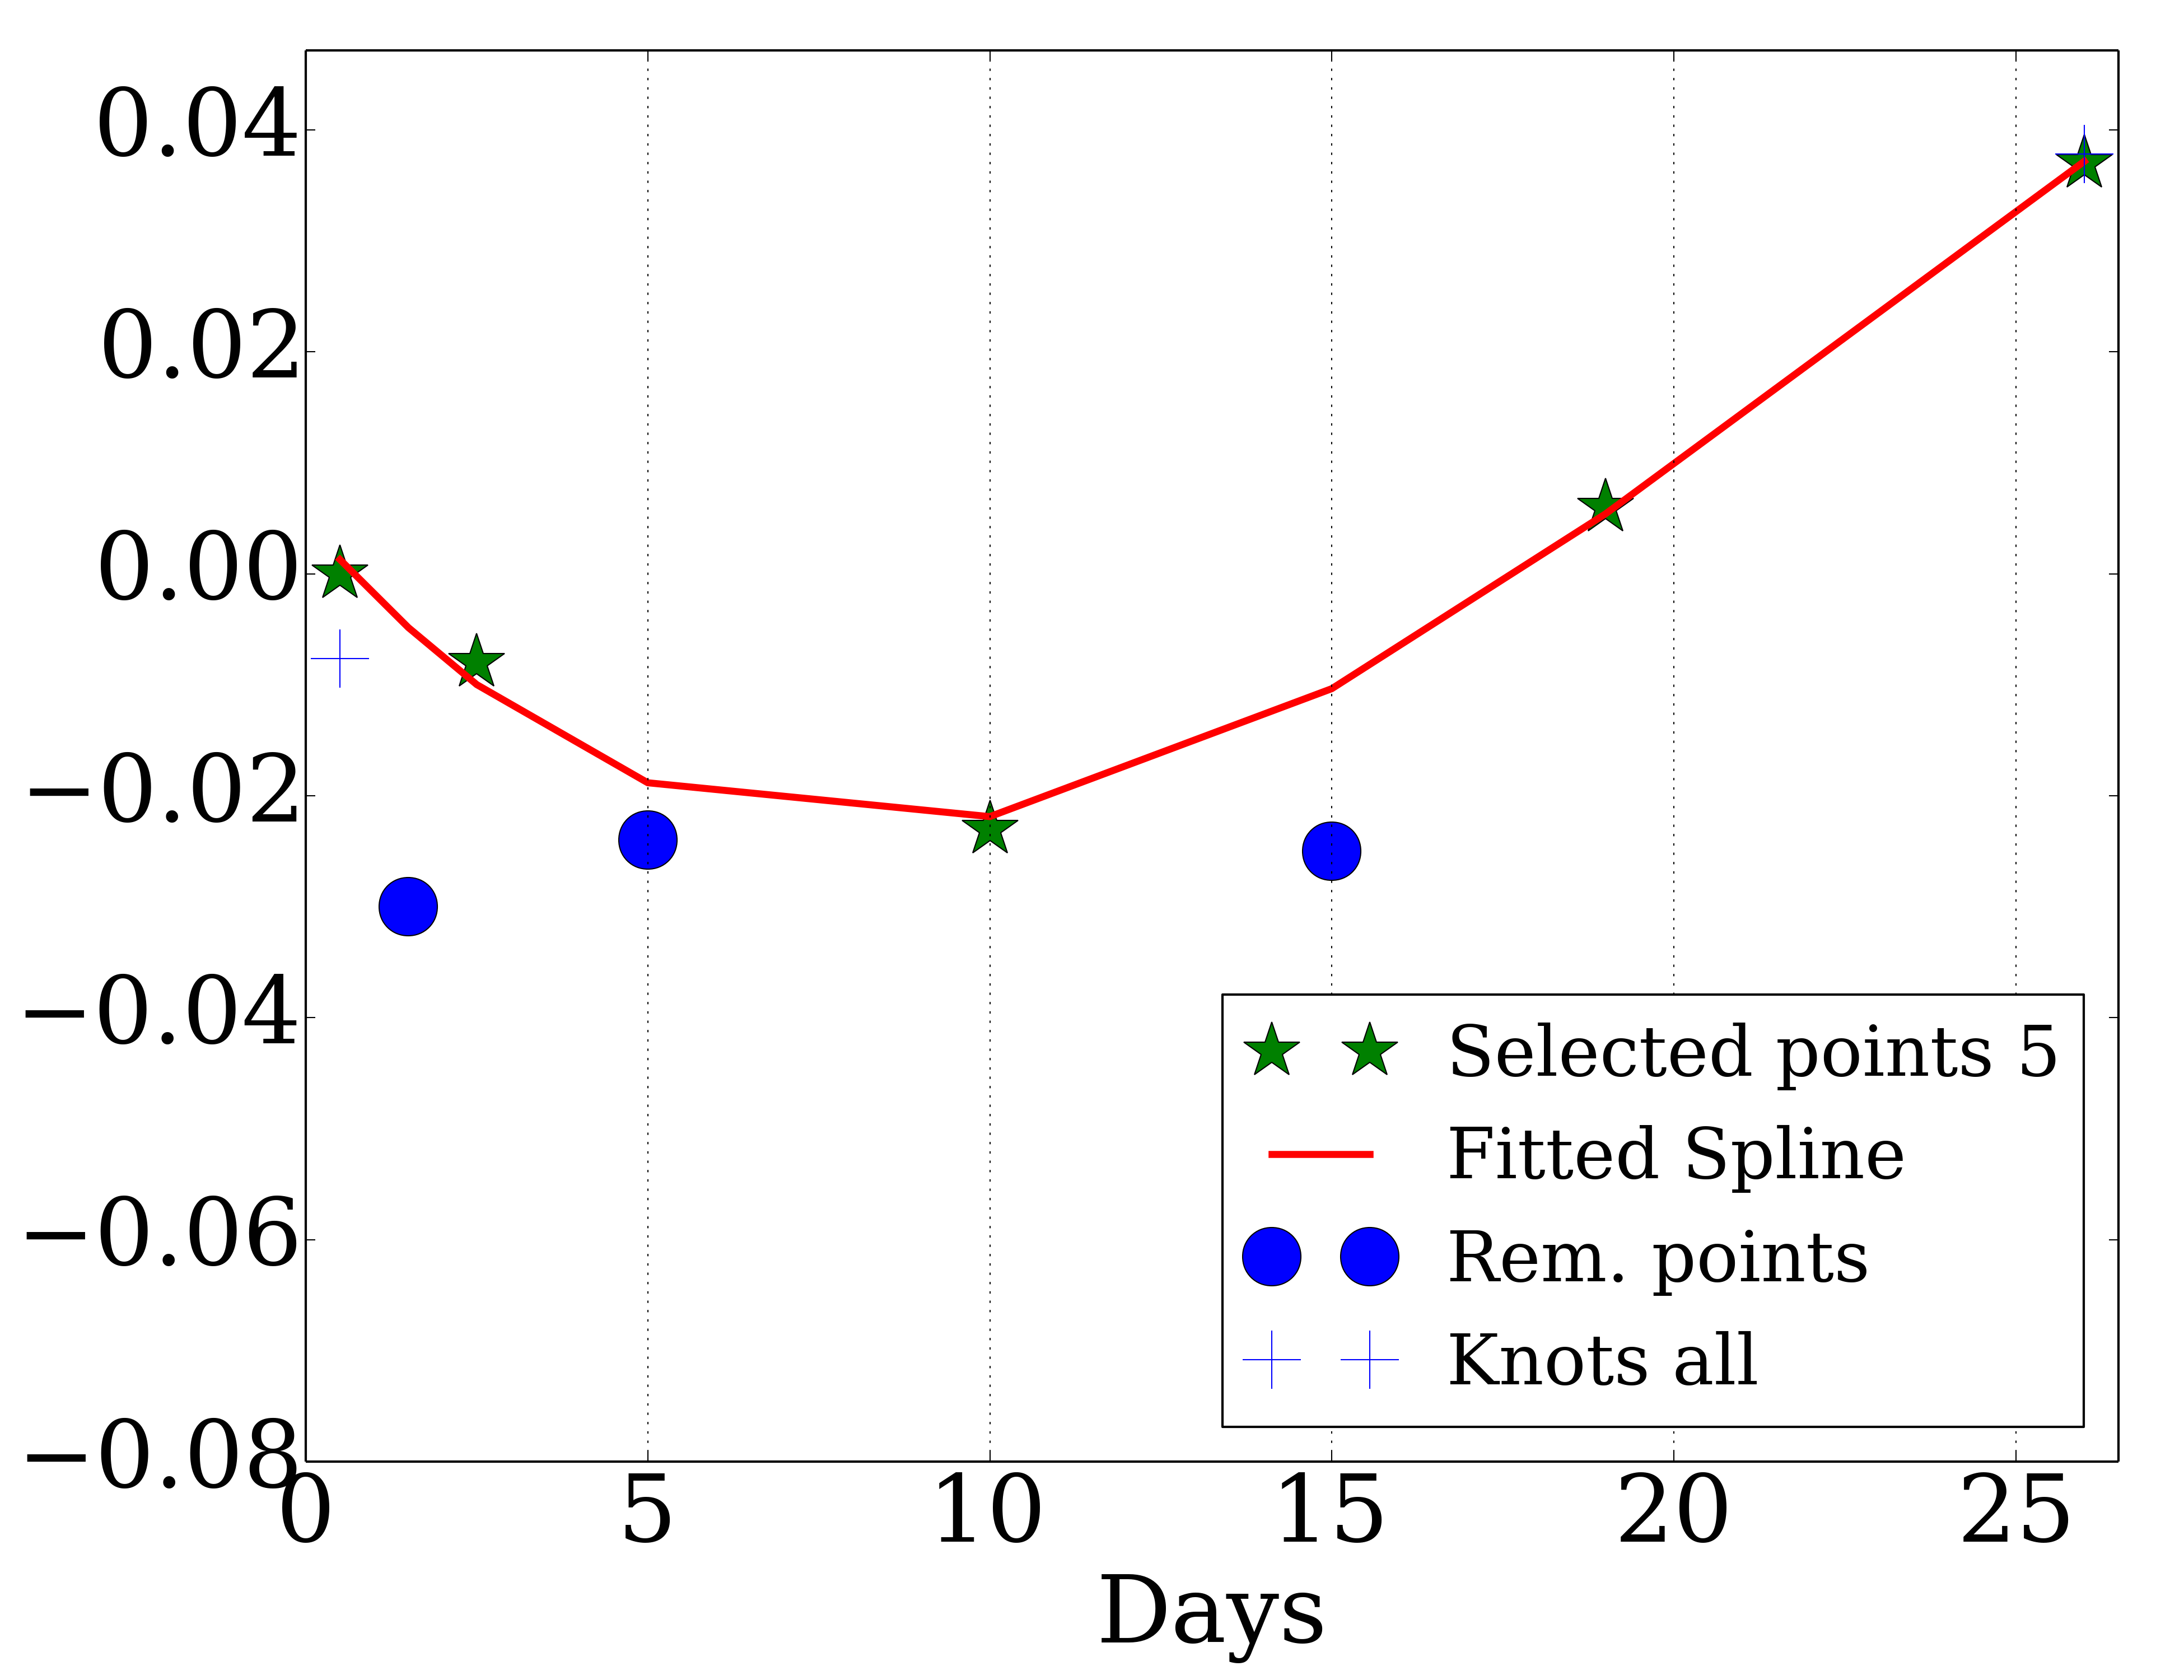 0.04
0.02
0.00
−0.02
−0.04
−0.06
−0.08
0 5 10 15 20 25
Days
Selected points 5
Fitted Spline
Rem. points
Knots all